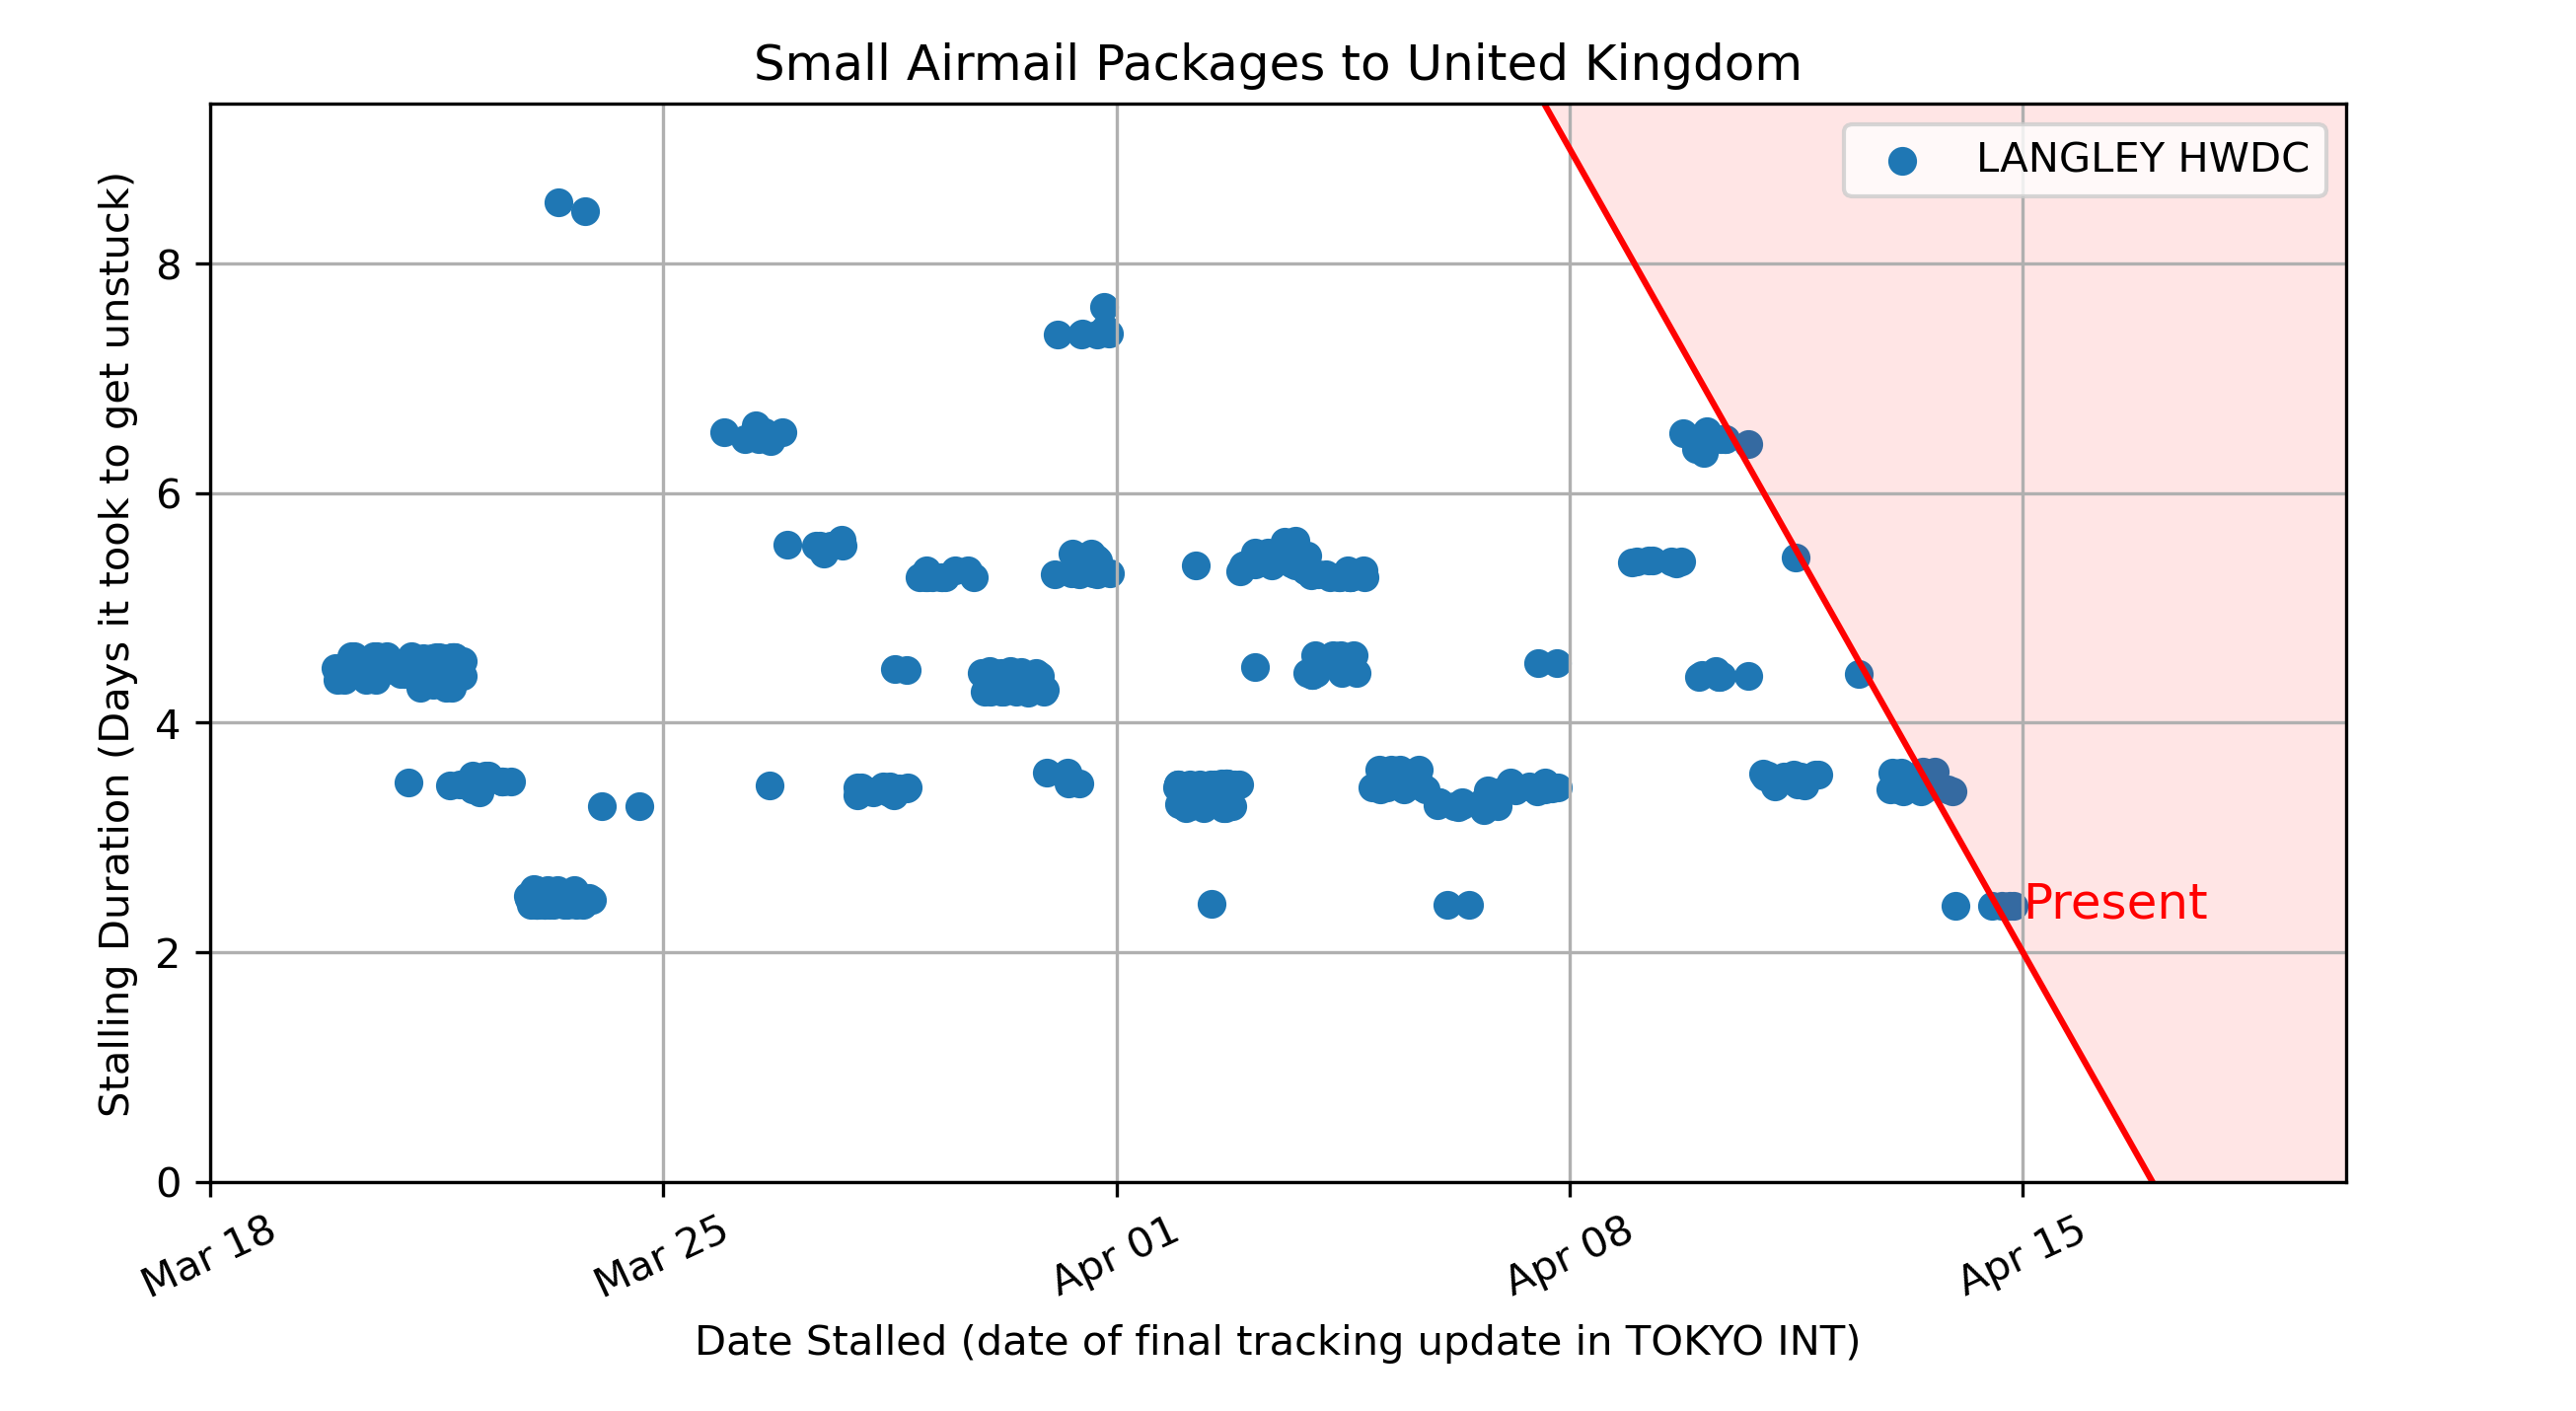 Small Airmail Packages to United Kingdom
LANGLEY HWDC
Stalling Duration (Days it took to get unstuck)
8
6
4
2
0
Present
Mar 18
Mar 25
Apr 01
Apr 08
Apr 15
Date Stalled (date of final tracking update in TOKYO INT)